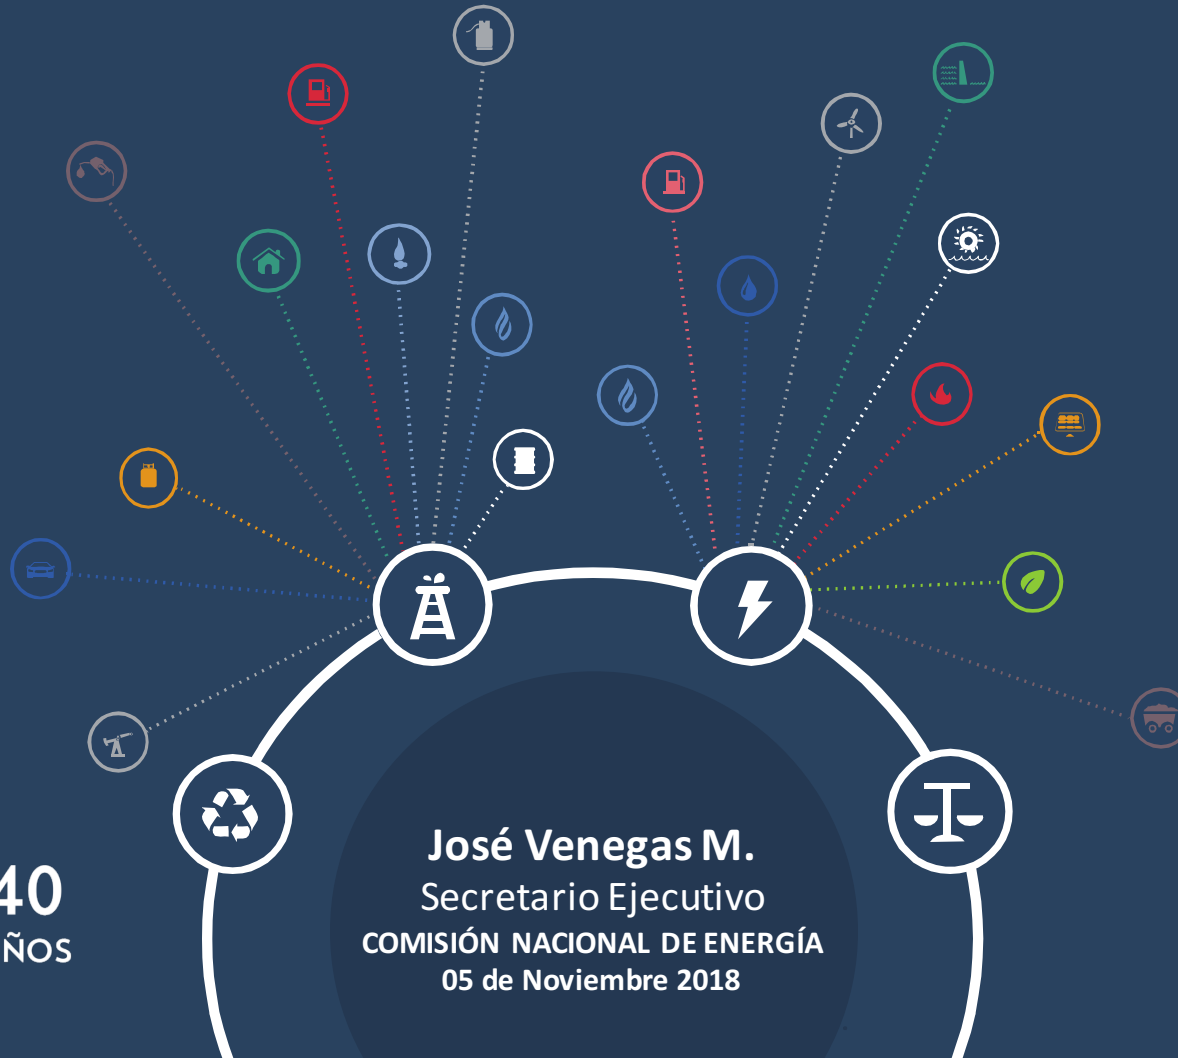 José Venegas M.
Secretario Ejecutivo
COMISIÓN NACIONAL DE ENERGÍA
05 de Noviembre 2018
40
ÑOS